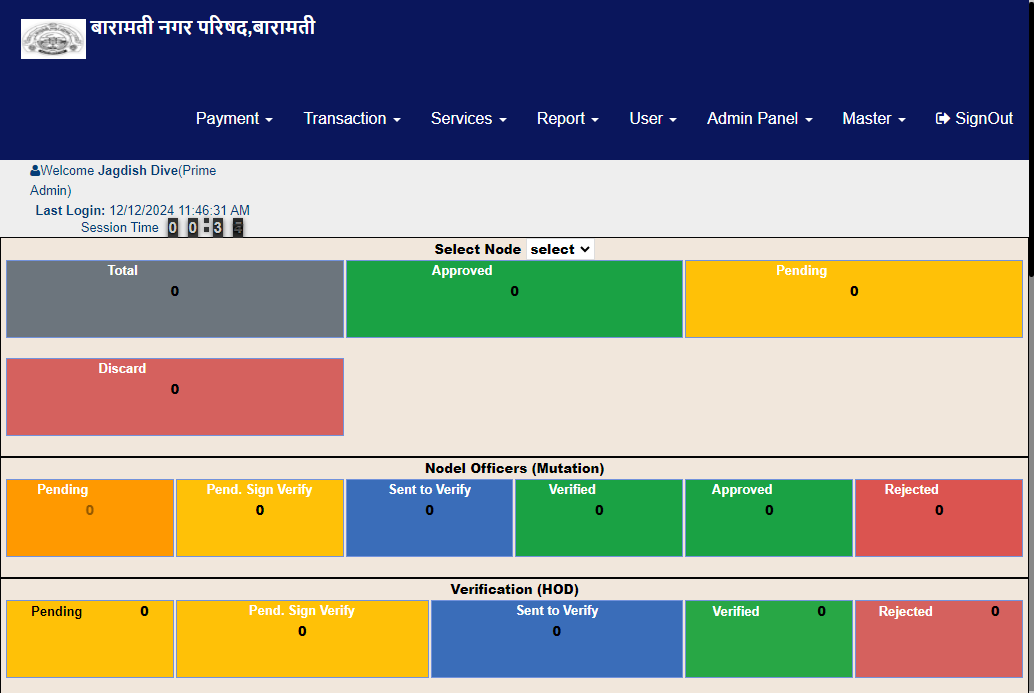 बारामती नगर परिषद,बारामती
Payment Transaction Services Report User Admin Panel Master SignOut
Welcome Jagdish Dive(Prime
Admin)
Last Login: 12/12/2024 11:46:31 AM
Session Time 0 0 : 3
Select Node select
Total Approved Pending
0 0 0
Discard
0
Nodel Officers (Mutation)
Pending Pend. Sign Verify Sent to Verify Verified Approved Rejected
0 0 0 0 0 0
Verification (HOD)
Pending 0 Pend. Sign Verify Sent to Verify Verified 0 Rejected 0
0 0